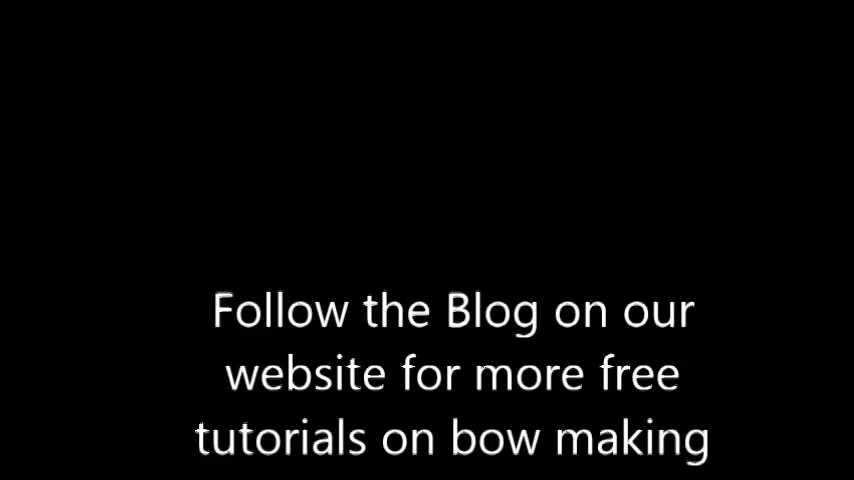 Follow the Blog on our
website for more free
tutorials on bow making